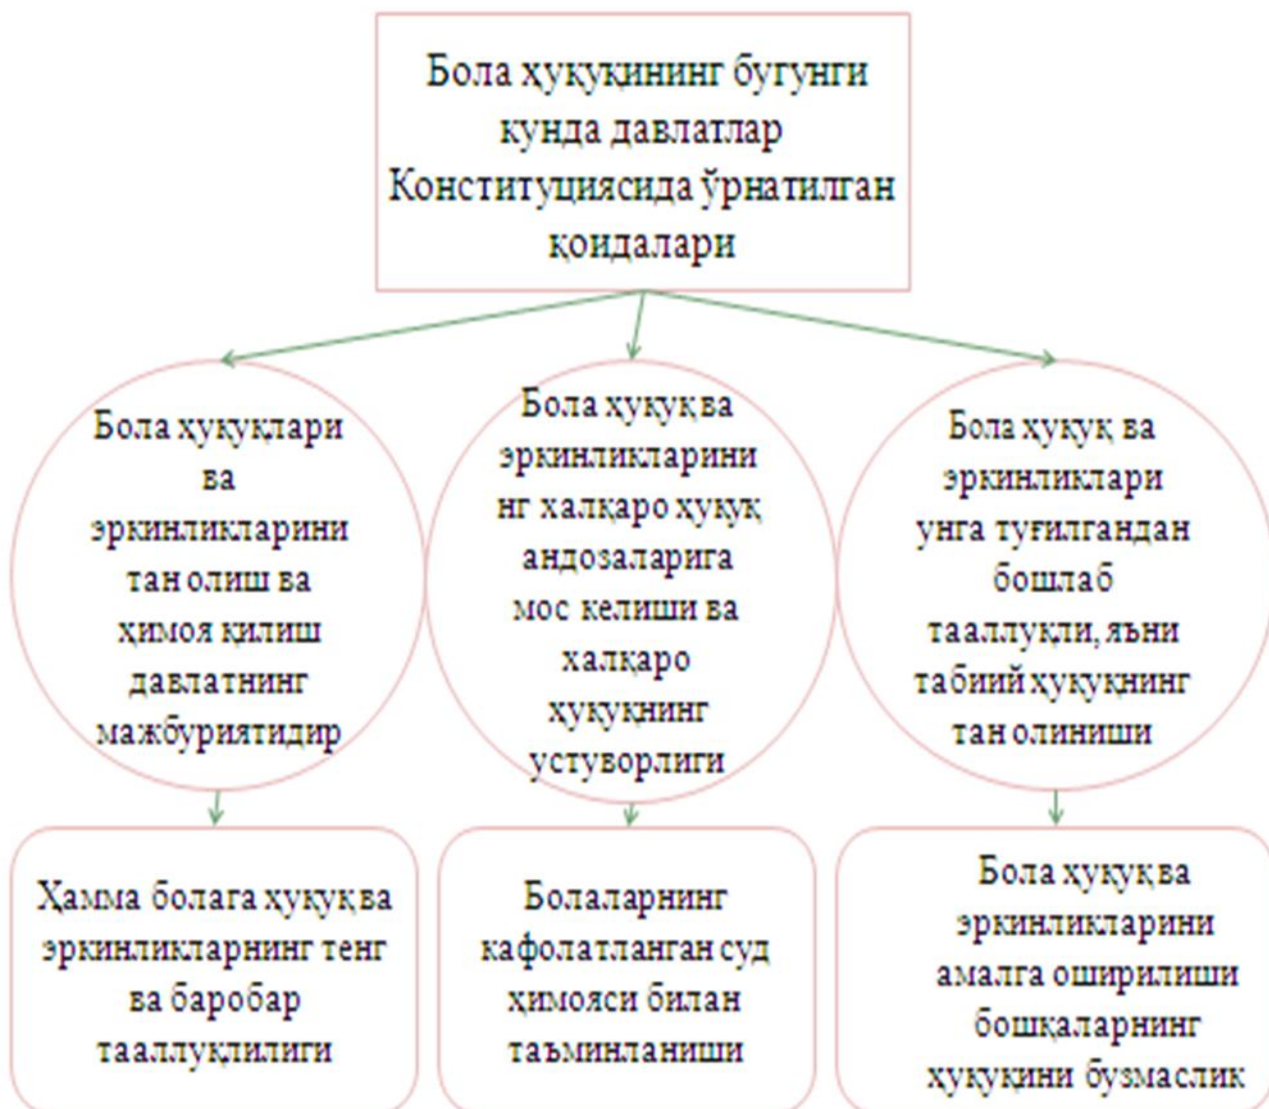 Бола ҳуқуқининг бугунги
кунда давлатлар
Конституциясида ўрнатилган
қоидалари
Бола ҳуқуқлари
ва
эркинликларини
тан олиш ва
ҳимоя қилиш
давлатнинг
мажбуриятидир
Бола ҳуқуқ ва
эркинликларини
нг халқаро ҳуқуқ
андозаларига
мос келиши ва
халқаро
ҳуқуқнинг
устуворлиги
Бола ҳуқуқ ва
эркинликлари
унга туғилгандан
бошлаб
тааллуқли, яъни
табиий ҳуқуқнинг
тан олиниши
Ҳамма болага ҳуқуқ ва
эркинликларнинг тенг
ва баробар
тааллуқлилиги
Болаларнинг
кафолатланган суд
ҳимояси билан
таъминланиши
Бола ҳуқуқ ва
эркинликларини
амалга оширилиши
бошқаларнинг
ҳуқуқини бузмаслик